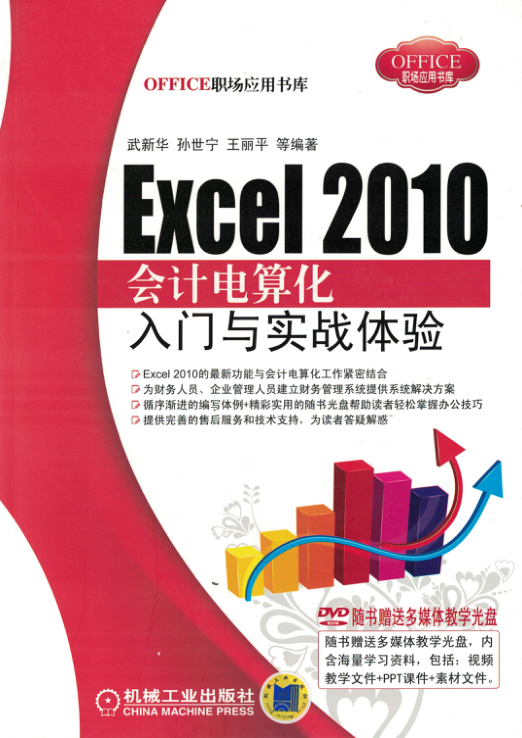 OFFICE
职场应用书库
OFFICE职场应用书库
武新华 孙世宁 王丽平 等编著
Excel 2010
会计电算化
入门与实战体验
Excel 2010的最新功能与会计电算化工作紧密结合
为财务人员、企业管理人员建立财务管理系统提供系统解决方案
循序渐进的编写体例+精彩实用的随书光盘帮助读者轻松掌握办公技巧
提供完善的售后服务和技术支持，为读者答疑解惑
DVD 随书赠送多媒体教学光盘
随书赠送多媒体教学光盘，内
含海量学习资料，包括：视频
教学文件+PPT课件+素材文件。
机械工业出版社
CHINA MACHINE PRESS